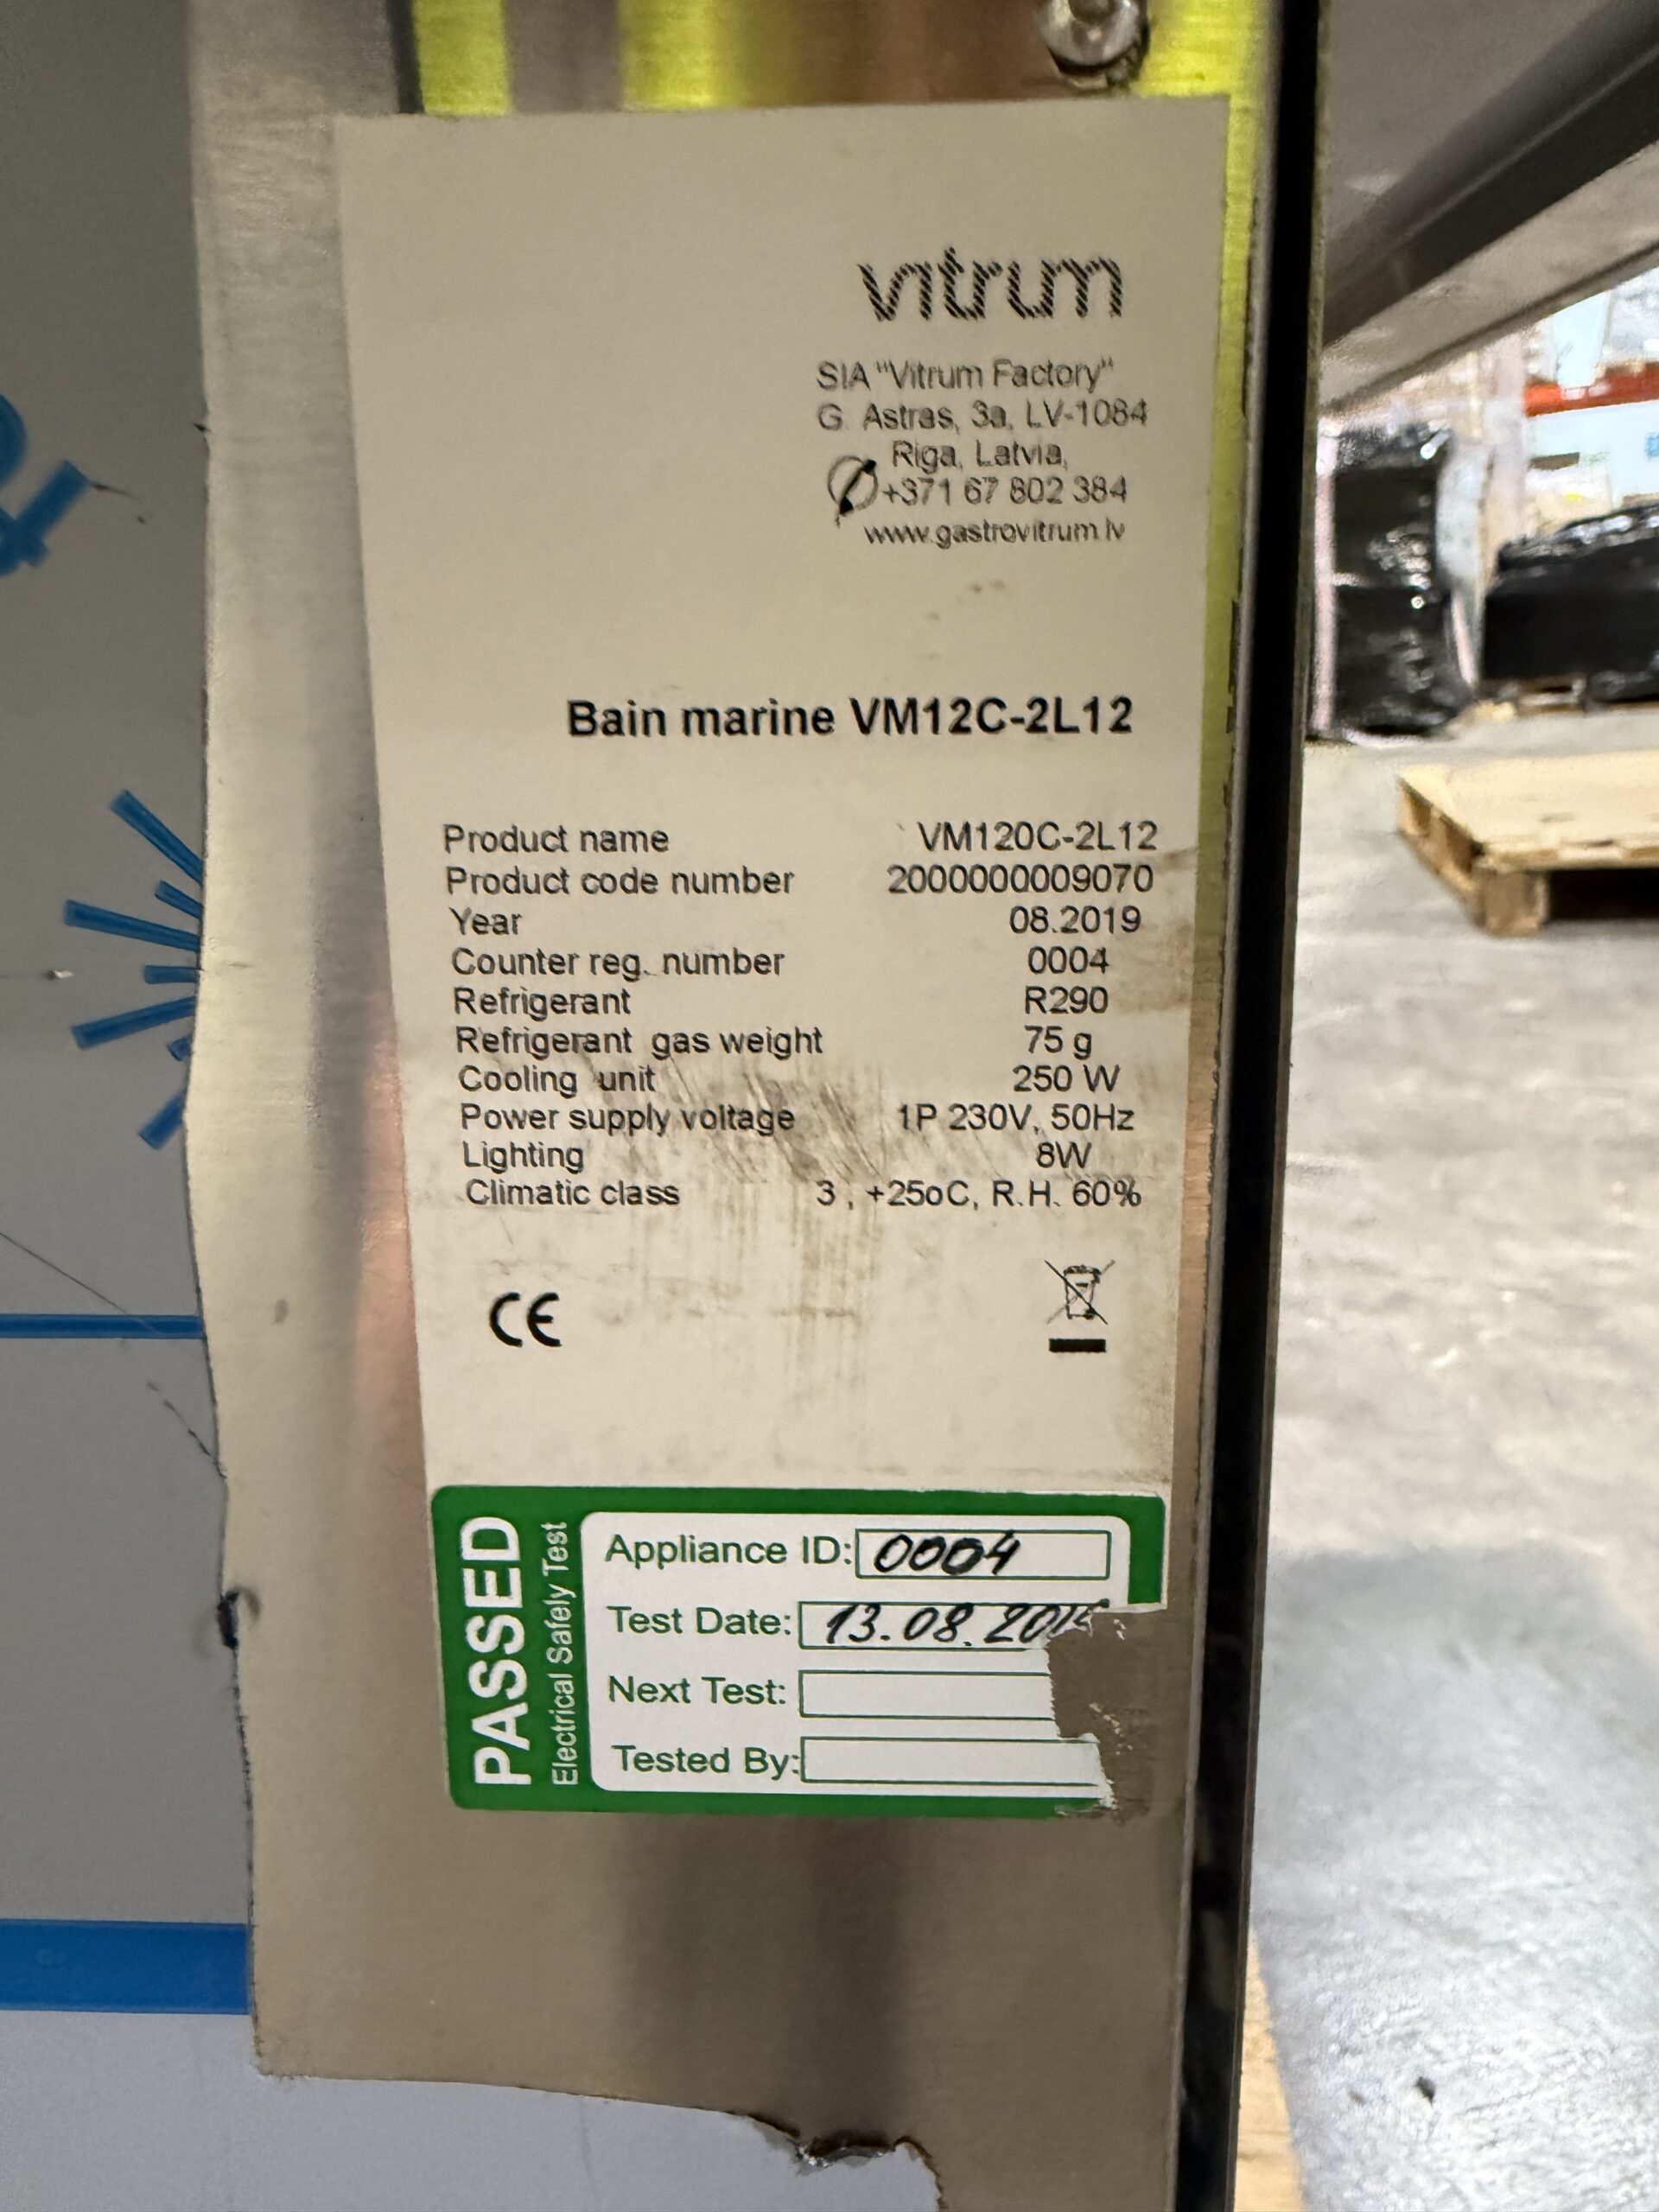 vitrum
SIA "Vitrum Factory"
G. Astras, 3a, LV-1084
Riga, Latvia,
+371 67 802 384
www.gastrovitrum.lv
Bain marine VM12C-2L12
Product name VM120C-2L12
Product code number 2000000009070
Year 08.2019
Counter reg. number 0004
Refrigerant R290
Refrigerant gas weight 75 g
Cooling unit 250 W
Power supply voltage 1P 230V, 50Hz
Lighting 8W
Climatic class 3 , +25oC, R.H. 60%
CE
PASSED
Electrical Safely Test
Appliance ID: 0004
Test Date: 13.08.201
Next Test:
Tested By: